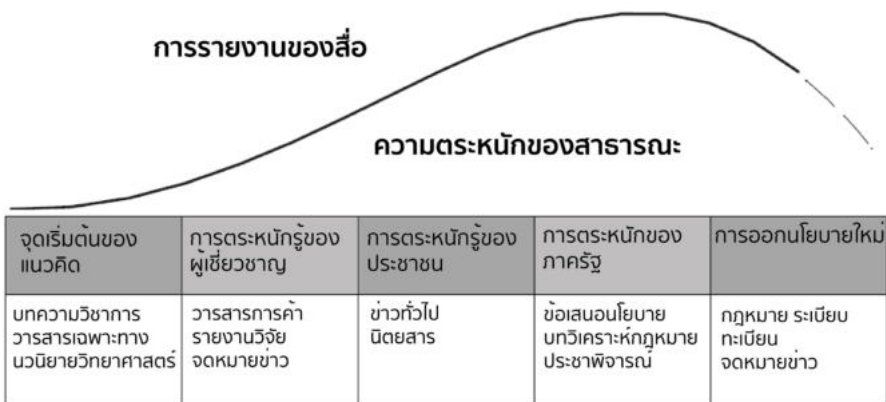 การรายงานของสื่อ
ความตระหนักของสาธารณะ
จุดเริ่มต้นของ
แนวคิด
การตระหนักรู้ของ
ผู้เชี่ยวชาญ
การตระหนักรู้ของ
ประชาชน
การตระหนักของ
ภาครัฐ
การออกนโยบายใหม่
บทความวิชาการ
วารสารเฉพาะทาง
นวนิยายวิทยาศาสตร์
วารสารการค้า
รายงานวิจัย
จดหมายข่าว
ข่าวทั่วไป
นิตยสาร
ข้อเสนอนโยบาย
บทวิเคราะห์กฎหมาย
ประชาพิจารณ์
กฎหมาย ระเบียบ
ทะเบียน
จดหมายข่าว